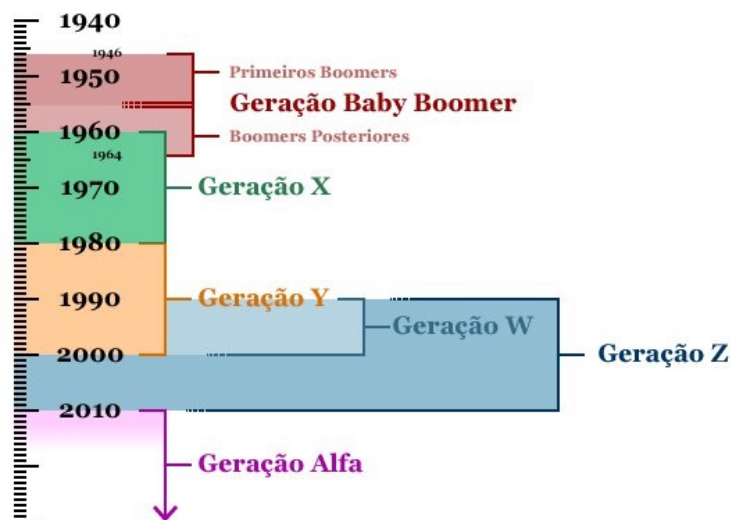 1940
1946
1950
Primeiros Boomers
Geração Baby Boomer
Boomers Posteriores
1960
1964
1970
Geração X
1980
1990
Geração Y
Geração W
2000
Geração Z
2010
Geração Alfa